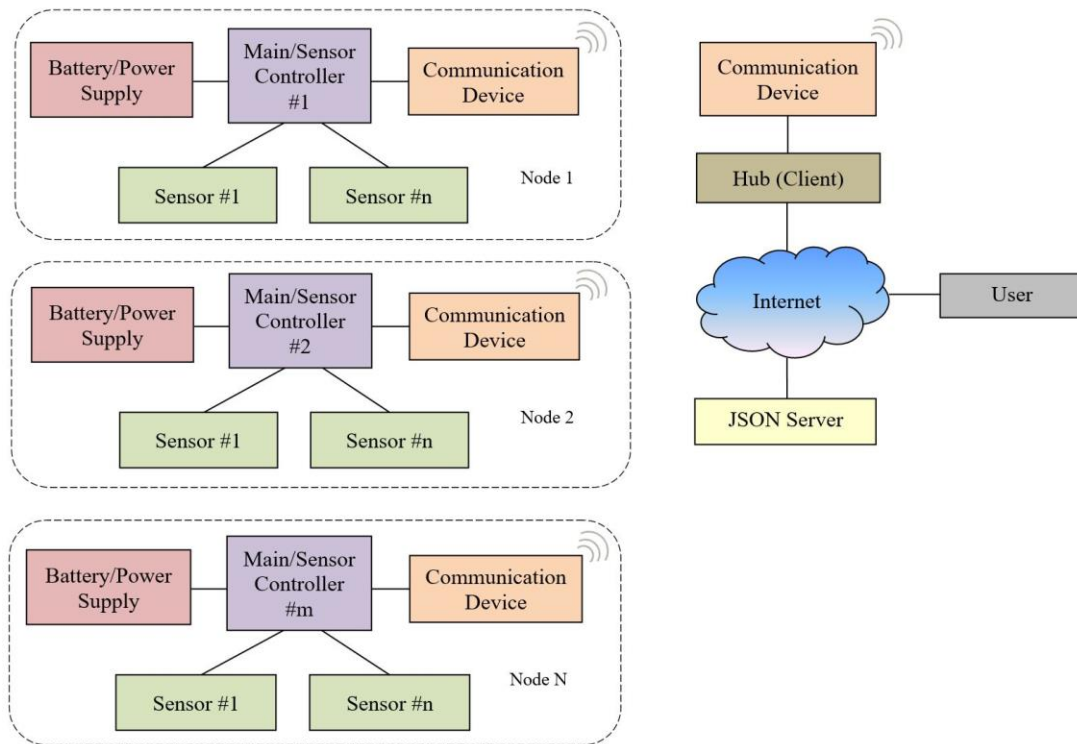 Battery/Power
Supply
Main/Sensor
Controller
#1
Communication
Device
Sensor #1
Sensor #n
Node 1
Battery/Power
Supply
Main/Sensor
Controller
#2
Communication
Device
Sensor #1
Sensor #n
Node 2
Battery/Power
Supply
Main/Sensor
Controller
#m
Communication
Device
Sensor #1
Sensor #n
Node N
Communication
Device
Hub (Client)
Internet
User
JSON Server